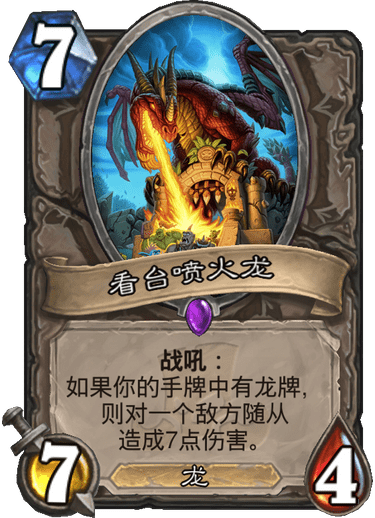 7
看台喷火龙
战吼：
如果你的手牌中有龙牌，
则对一个敌方随从
造成7点伤害。
7
龙
4